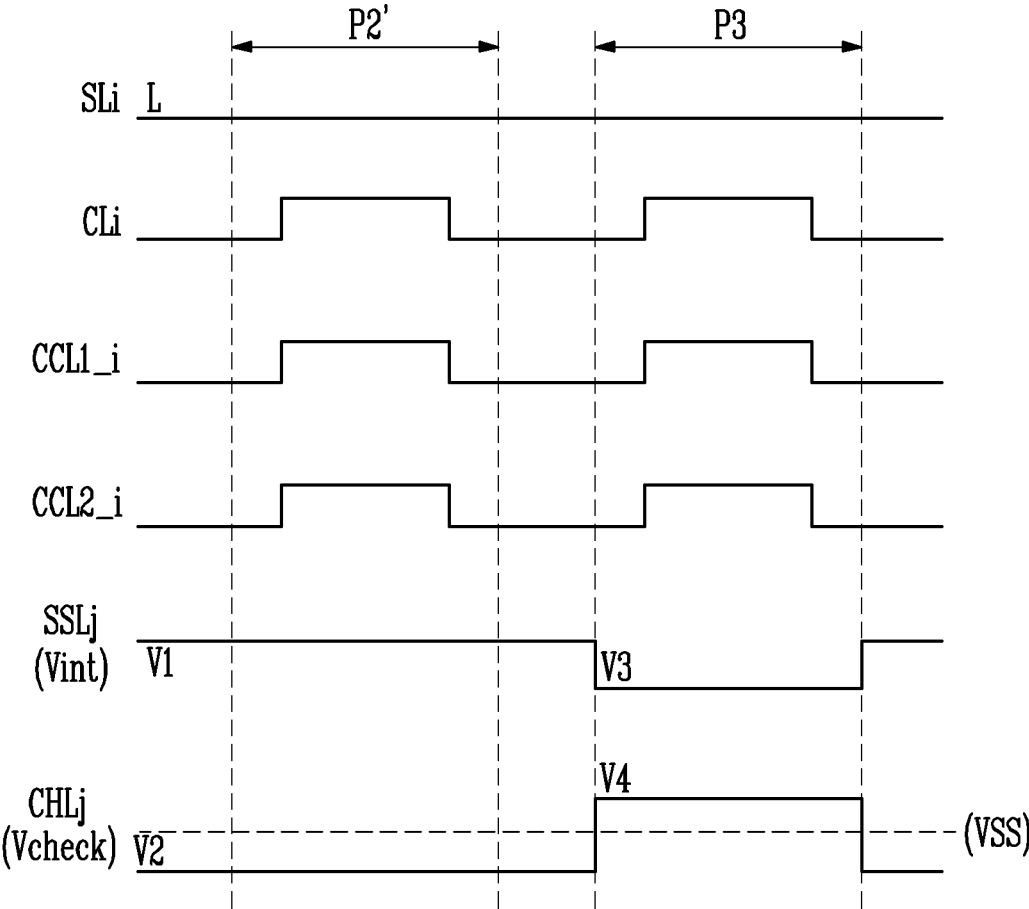 P2' P3
SLi L
CLi
CCL1_i
CCL2_i
SSLj
(Vint) V1 V3
V4
CHLj
(Vcheck) V2 (VSS)